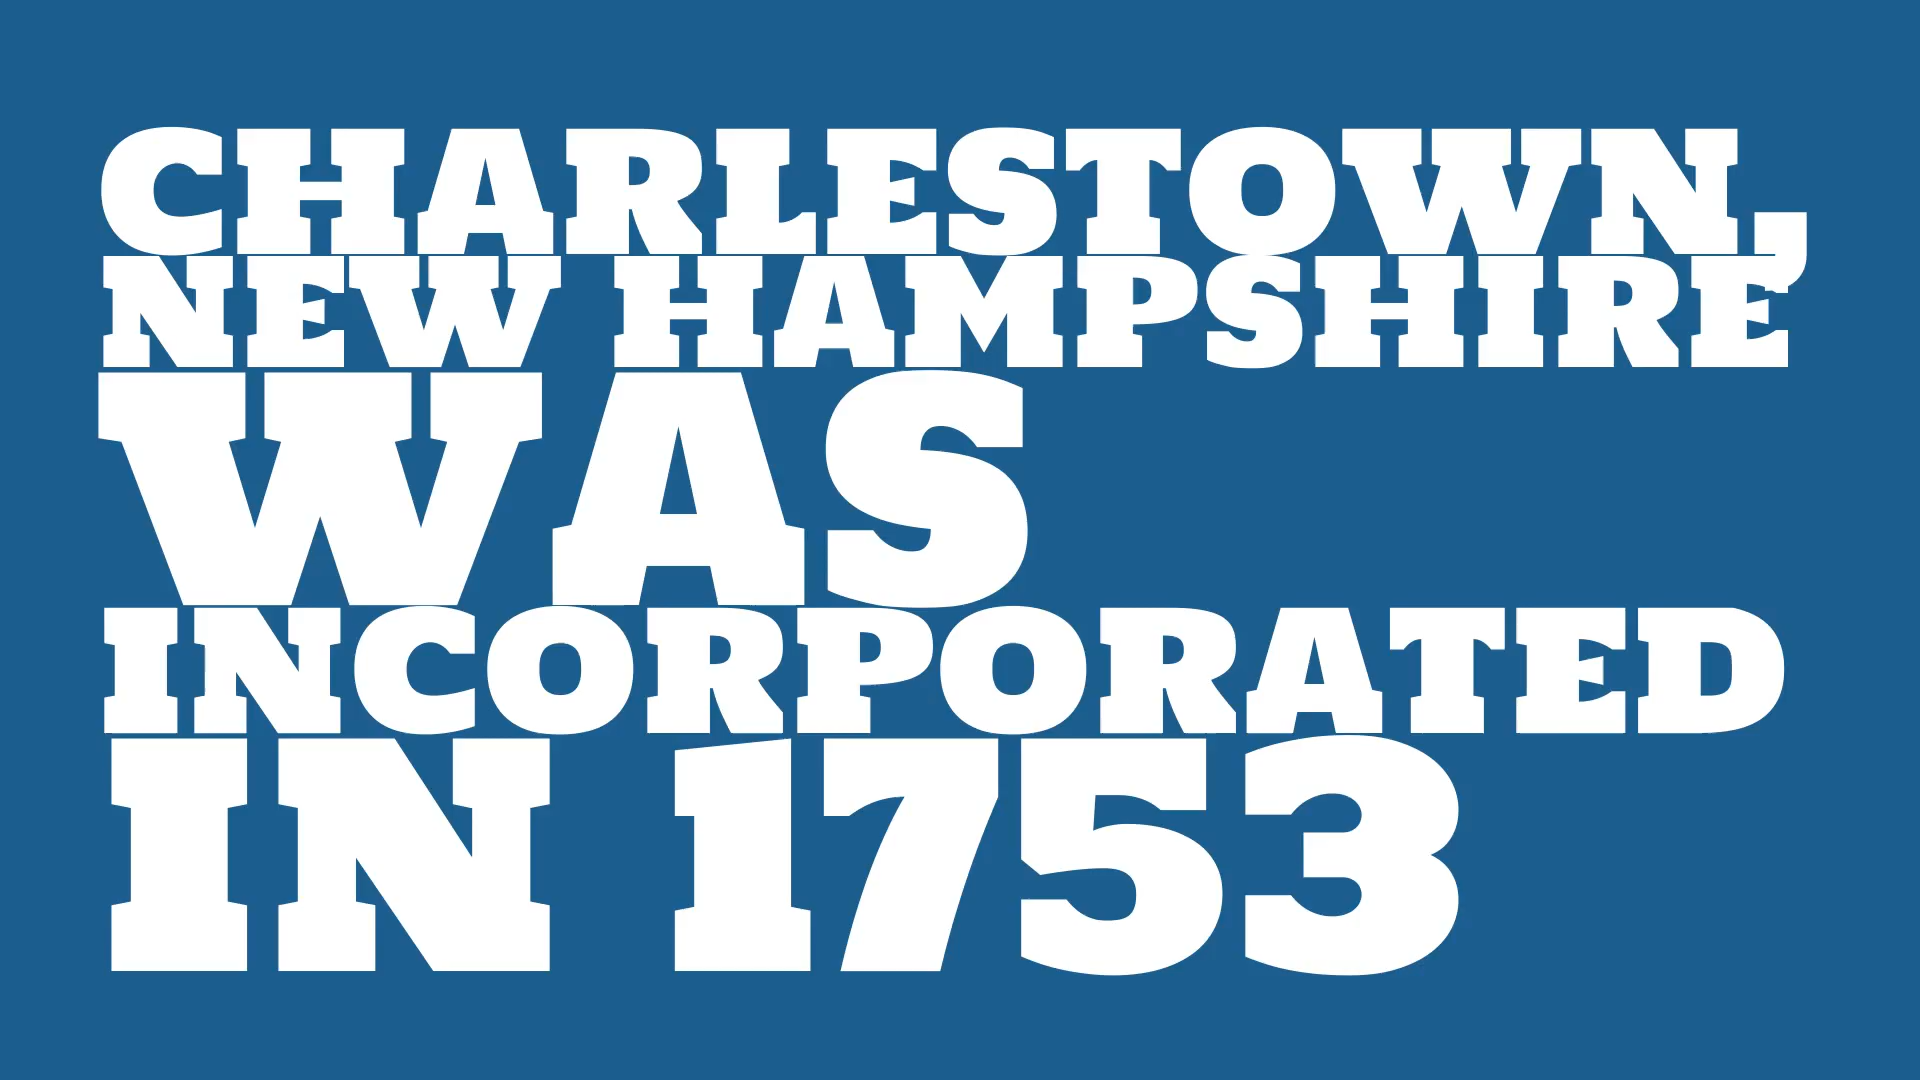 CHARLESTOWN,
NEW HAMPSHIRE
WAS
INCORPORATED
IN 1753